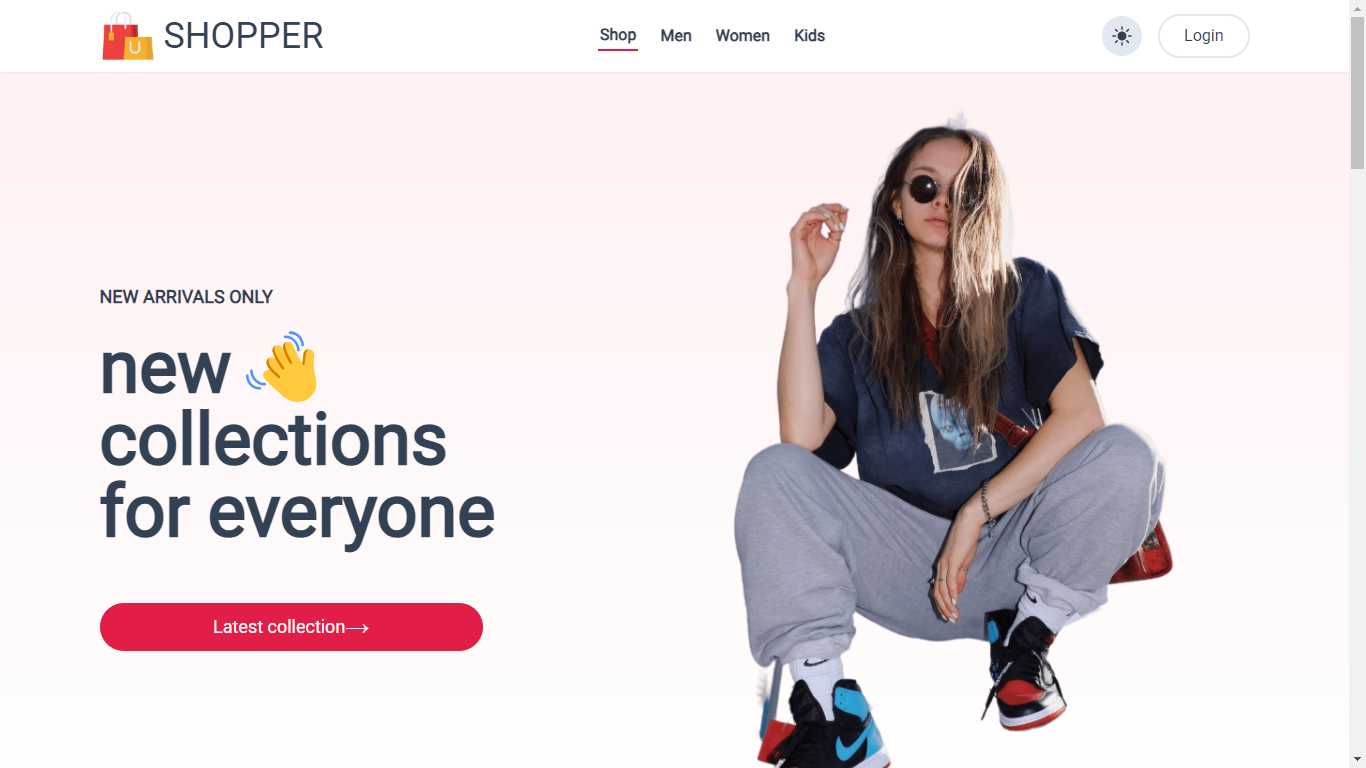 U
SHOPPER
Shop Men Women Kids
Login
NEW ARRIVALS ONLY
new 👋
collections
for everyone
Latest collection⟶